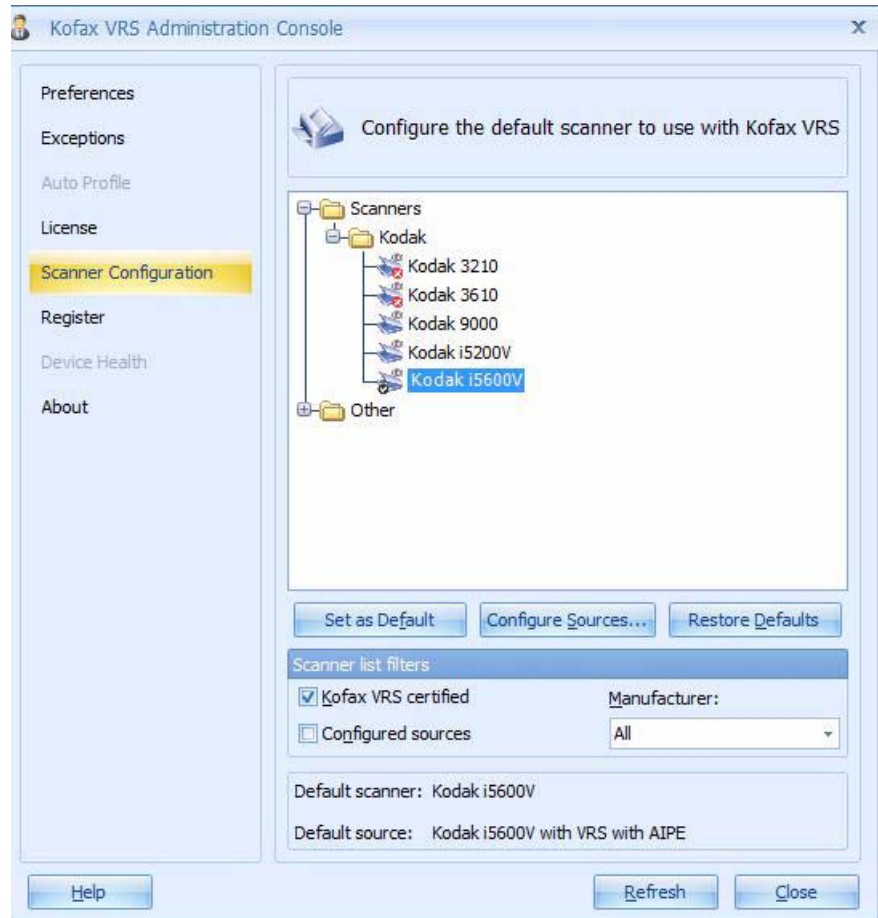 Kofax VRS Administration Console
Preferences
Exceptions
Auto Profile
License
Scanner Configuration
Register
Device Health
About
Configure the default scanner to use with Kofax VRS
Scanners
Kodak
Kodak 3210
Kodak 3610
Kodak 9000
Kodak i5200V
Kodak i5600V
Other
Set as Default Configure Sources... Restore Defaults
Scanner list filters
Kofax VRS certified Manufacturer:
Configured sources All
Default scanner: Kodak i5600V
Default source: Kodak i5600V with VRS with AIPE
Help Refresh Close